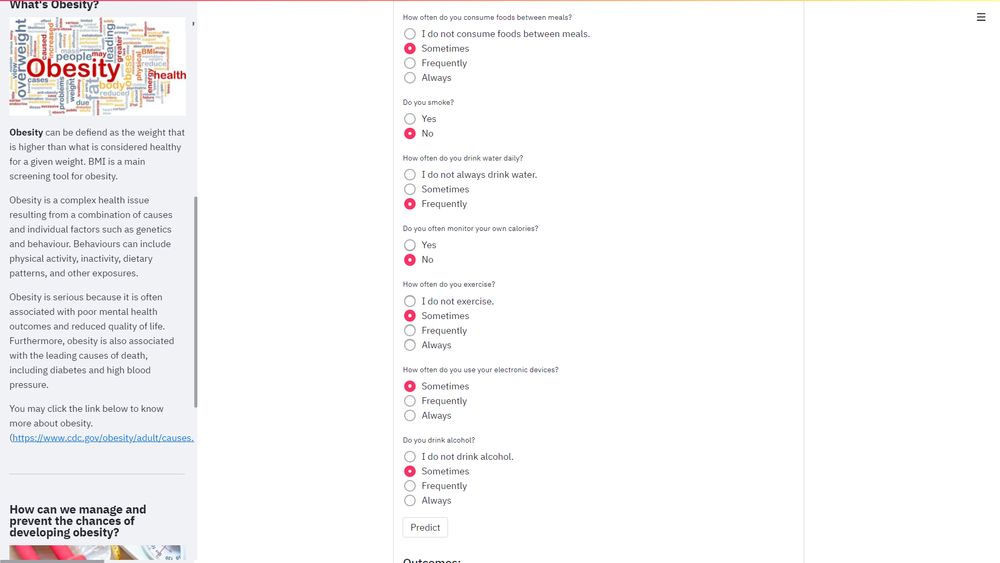 What's Obesity?
overweight
Obesity
people
may
leading
greater
BMI
drugs
physical
reduce
health
energy
obese
body
fat
cases
problems
weight
due
reduced
mass
increased
caused
Obesity can be defiend as the weight that
is higher than what is considered healthy
for a given weight. BMI is a main
screening tool for obesity.
Obesity is a complex health issue
resulting from a combination of causes
and individual factors such as genetics
and behaviour. Behaviours can include
physical activity, inactivity, dietary
patterns, and other exposures.
Obesity is serious because it is often
associated with poor mental health
outcomes and reduced quality of life.
Furthermore, obesity is also associated
with the leading causes of death,
including diabetes and high blood
pressure.
You may click the link below to know
more about obesity.
(https://www.cdc.gov/obesity/adult/causes.
How can we manage and
prevent the chances of
developing obesity?
How often do you consume foods between meals?
I do not consume foods between meals.
Sometimes
Frequently
Always
Do you smoke?
Yes
No
How often do you drink water daily?
I do not always drink water.
Sometimes
Frequently
Do you often monitor your own calories?
Yes
No
How often do you exercise?
I do not exercise.
Sometimes
Frequently
Always
How often do you use your electronic devices?
Sometimes
Frequently
Always
Do you drink alcohol?
I do not drink alcohol.
Sometimes
Frequently
Always
Predict
Outcomes: